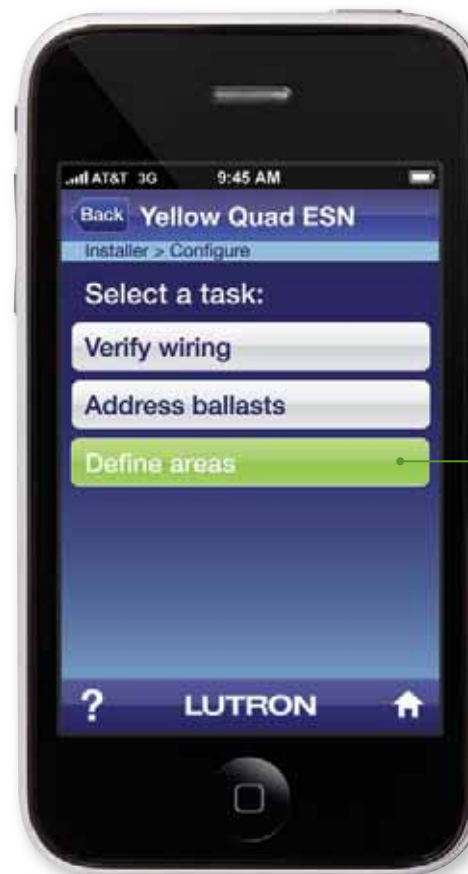 AT&T 3G 9:45 AM
Back Yellow Quad ESN
Installer > Configure
Select a task:
Verify wiring
Address ballasts
Define areas
? LUTRON